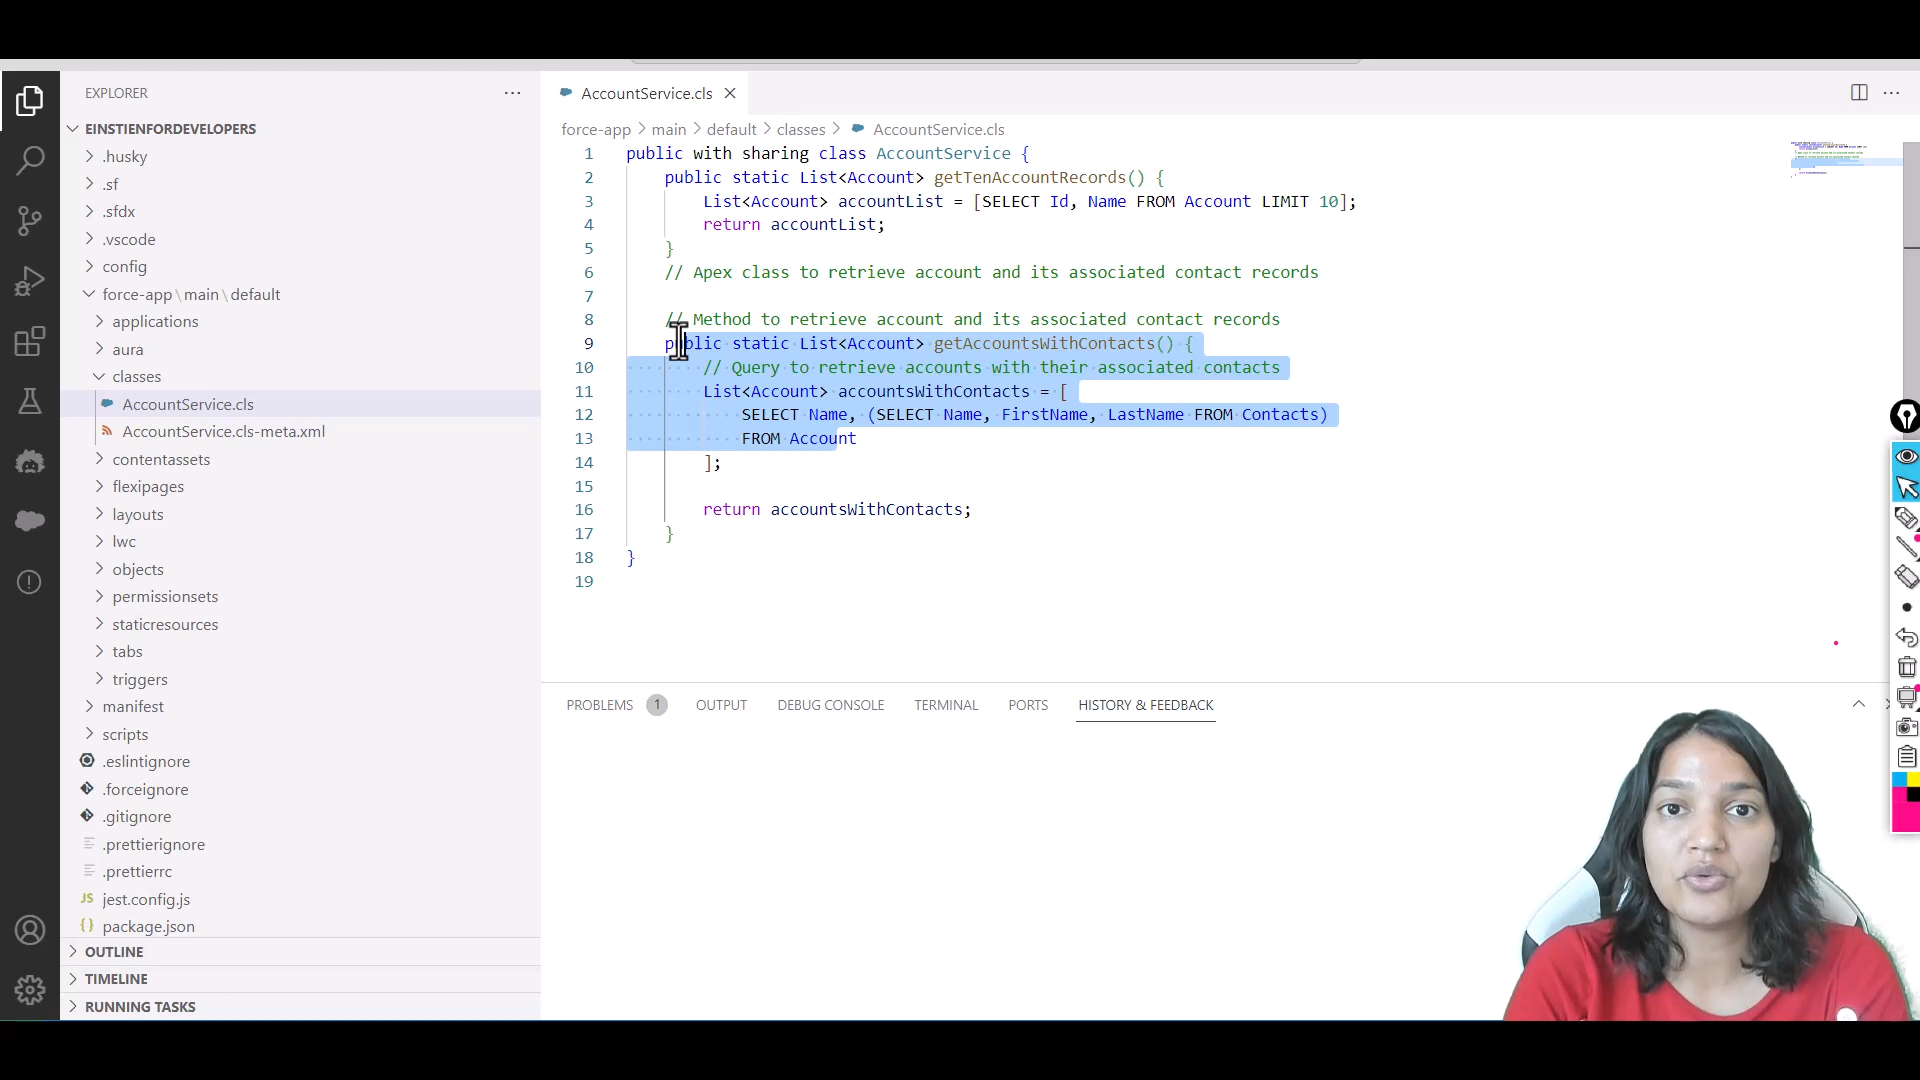 EXPLORER
EINSTIENFORDEVELOPERS
.husky
.sf
.sfdx
.vscode
config
force-app\main\default
applications
aura
classes
AccountService.cls
AccountService.cls-meta.xml
contentassets
flexipages
layouts
lwc
objects
permissionsets
staticresources
tabs
triggers
manifest
scripts
.eslintignore
.forceignore
.gitignore
.prettierignore
.prettierrc
JS jest.config.js
{ } package.json
OUTLINE
TIMELINE
RUNNING TASKS
AccountService.cls
force-app > main > default > classes > AccountService.cls
1 public with sharing class AccountService {
2 public static List<Account> getTenAccountRecords() {
3 List<Account> accountList = [SELECT Id, Name FROM Account LIMIT 10];
4 return accountList;
5 }
6 // Apex class to retrieve account and its associated contact records
7
8 // Method to retrieve account and its associated contact records
9 public static List<Account> getAccountsWithContacts() {
10 // Query to retrieve accounts with their associated contacts
11 List<Account> accountsWithContacts = [
12 SELECT Name, (SELECT Name, FirstName, LastName FROM Contacts)
13 FROM Account
14 ];
15
16 return accountsWithContacts;
17 }
18 }
19
PROBLEMS 1 OUTPUT DEBUG CONSOLE TERMINAL PORTS HISTORY & FEEDBACK